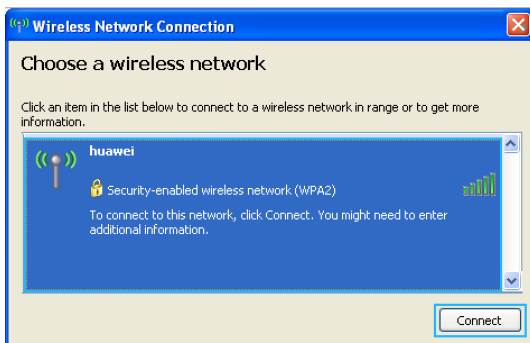 Wireless Network Connection
Choose a wireless network
Click an item in the list below to connect to a wireless network in range or to get more
information.
huawei
Security-enabled wireless network (WPA2)
To connect to this network, click Connect. You might need to enter
additional information.
Connect